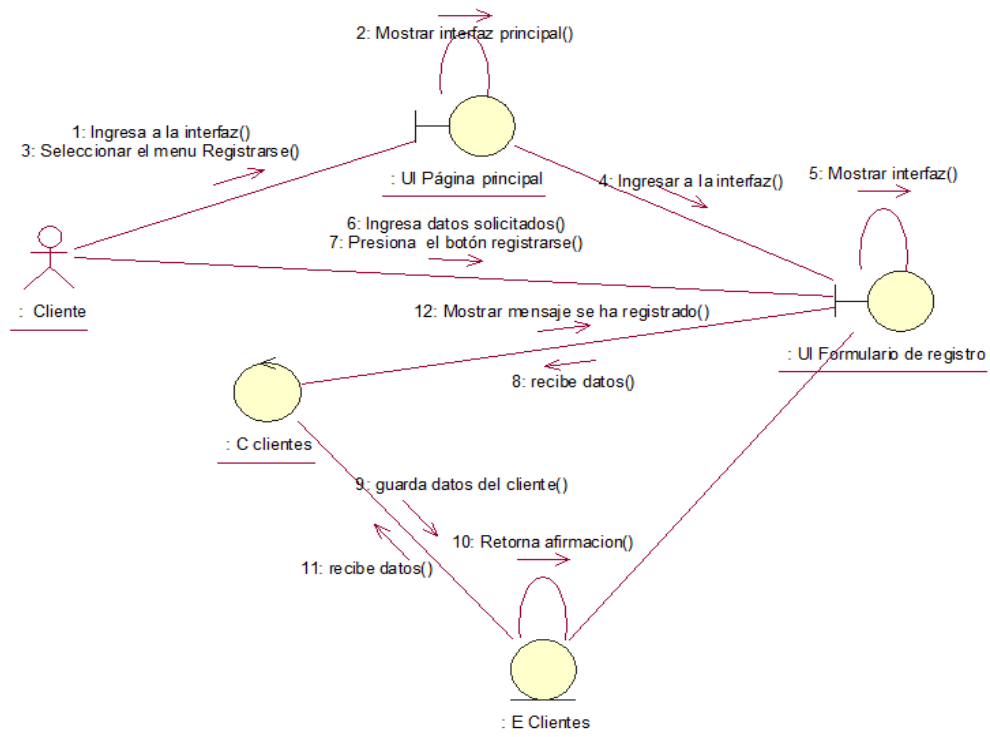 2: Mostrar interfaz principal()
1: Ingresa a la interfaz()
3: Seleccionar el menu Registrarse()
: UI Página principal
4: Ingresar a la interfaz()
5: Mostrar interfaz()
6: Ingresa datos solicitados()
7: Presiona el botón registrarse()
: Cliente
12: Mostrar mensaje se ha registrado()
: UI Formulario de registro
8: recibe datos()
: C clientes
9: guarda datos del cliente()
10: Retorna afirmacion()
11: recibe datos()
: E Clientes